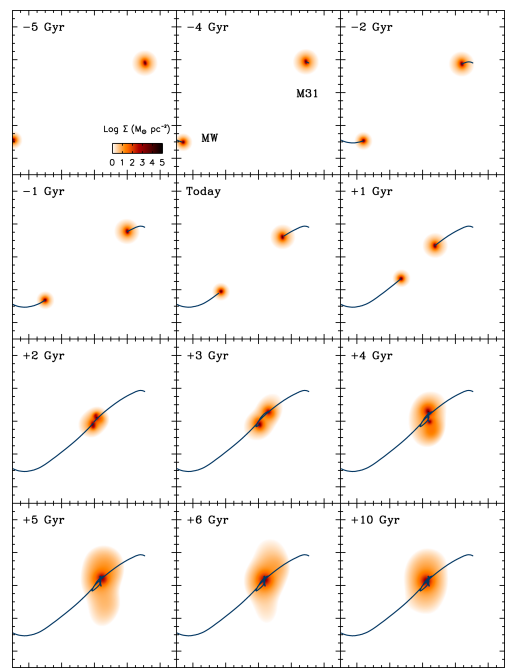 -5 Gyr
-4 Gyr
-2 Gyr
M31
Log Σ (M⊙ pc⁻²)
MW
0 1 2 3 4 5
-1 Gyr
Today
+1 Gyr
+2 Gyr
+3 Gyr
+4 Gyr
+5 Gyr
+6 Gyr
+10 Gyr